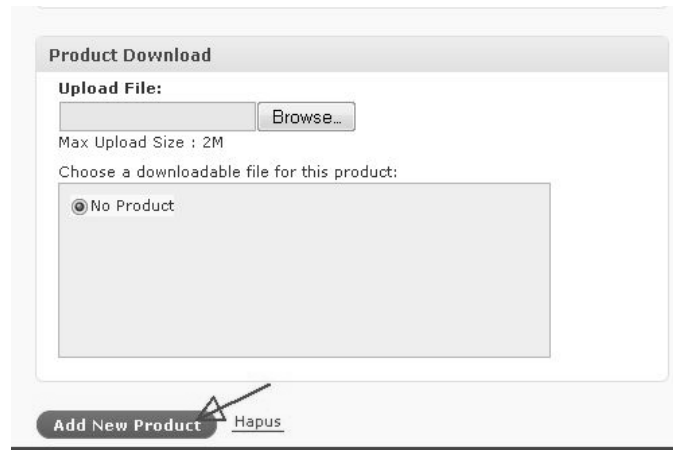 Product Download
Upload File:
Browse...
Max Upload Size : 2M
Choose a downloadable file for this product:
No Product
Add New Product Hapus